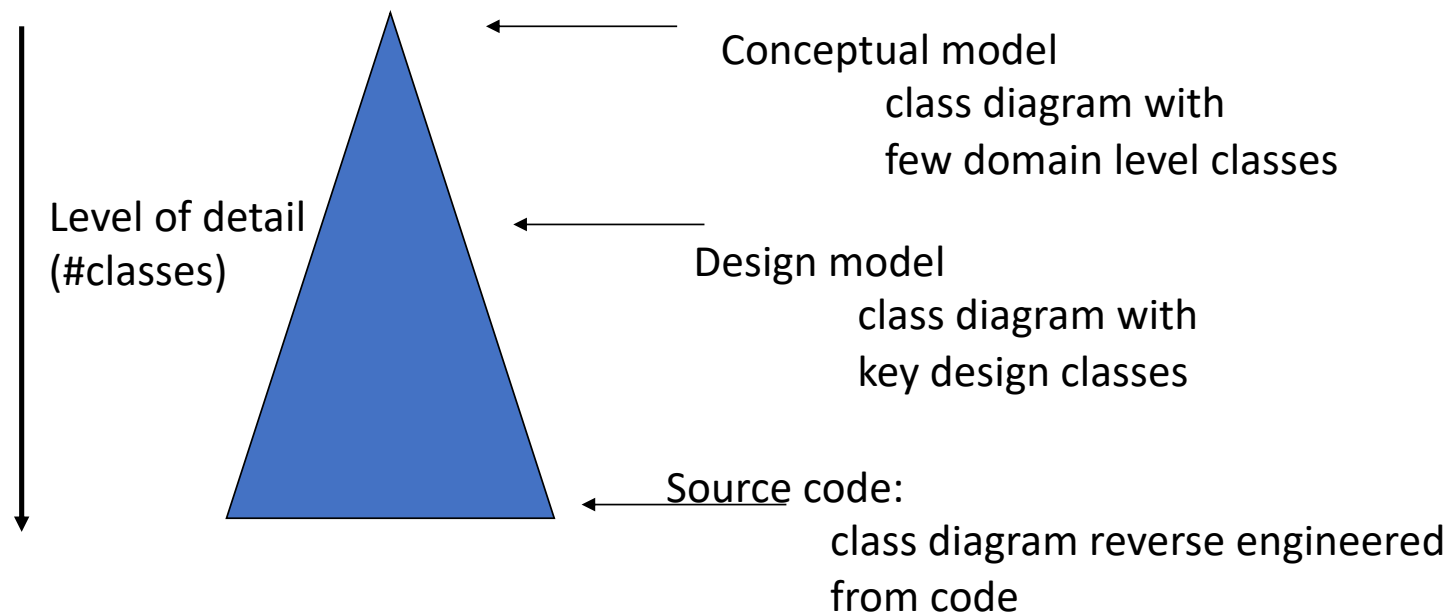 Conceptual model
class diagram with
few domain level classes
Level of detail
(#classes)
Design model
class diagram with
key design classes
Source code:
class diagram reverse engineered
from code